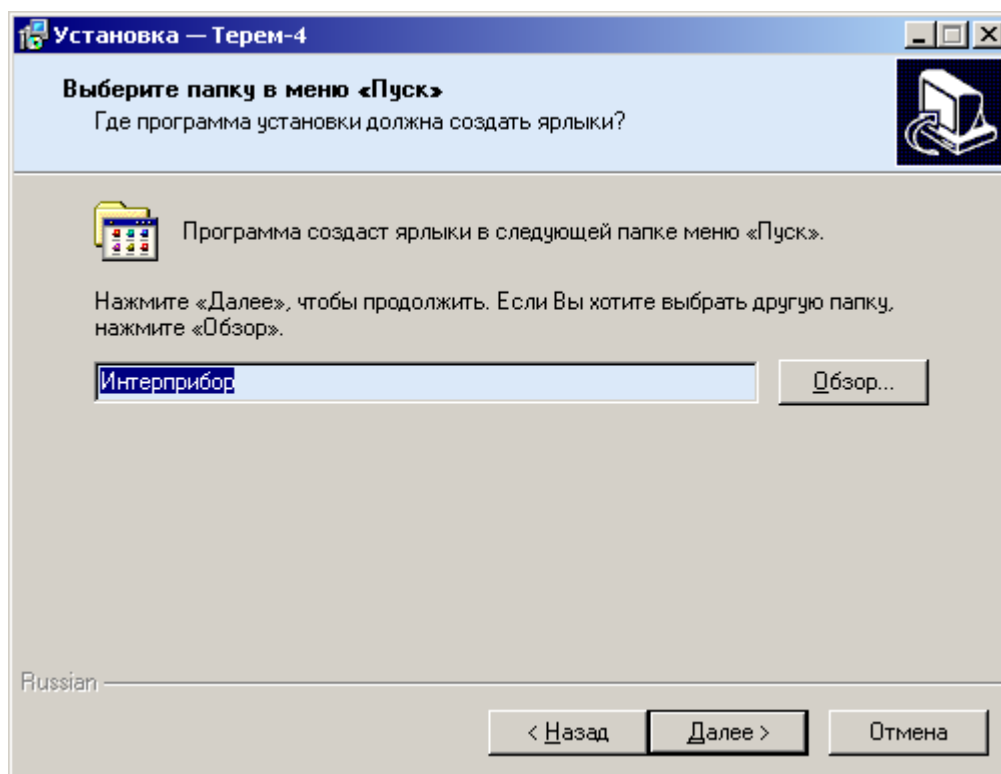 Установка — Терем-4
Выберите папку в меню «Пуск»
Где программа установки должна создать ярлыки?
Программа создаст ярлыки в следующей папке меню «Пуск».
Нажмите «Далее», чтобы продолжить. Если Вы хотите выбрать другую папку,
нажмите «Обзор».
Интерприбор
Обзор...
Russian
< Назад
Далее >
Отмена